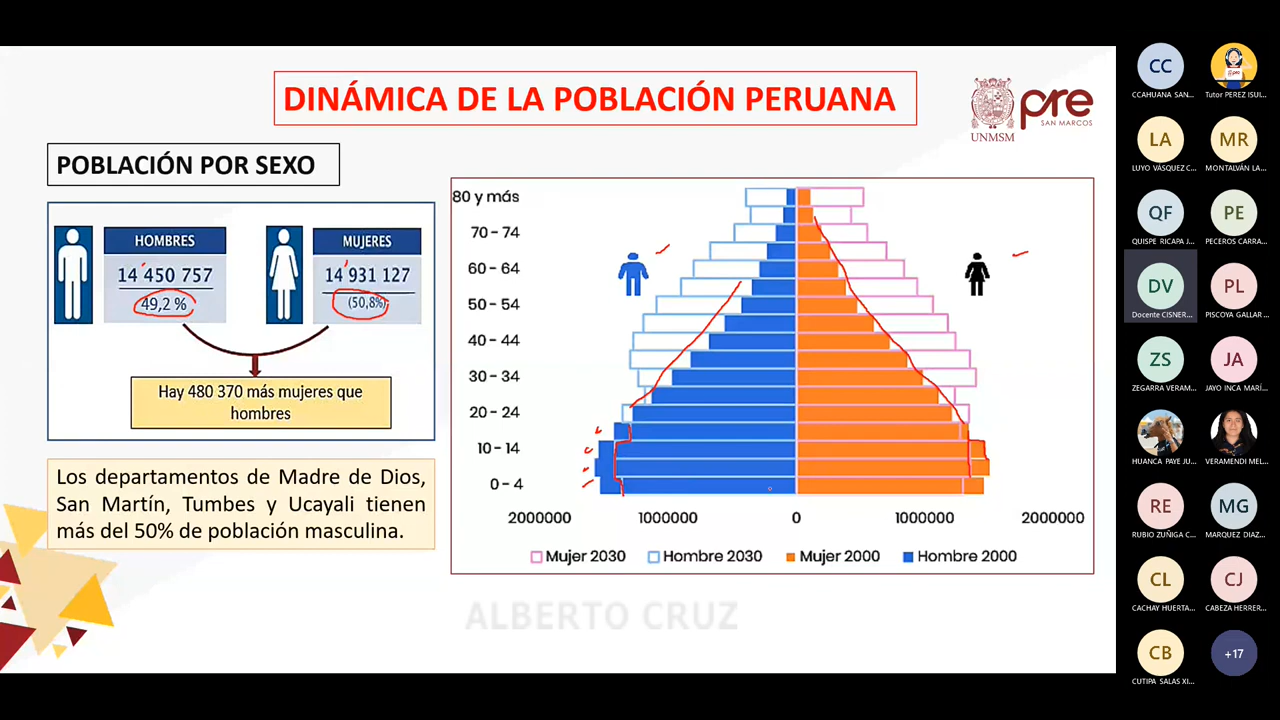 DINÁMICA DE LA POBLACIÓN PERUANA
UNMSM
pre
SAN MARCOS
POBLACIÓN POR SEXO
HOMBRES
14 450 757
49,2 %
MUJERES
14 931 127
(50,8%)
Hay 480 370 más mujeres que
hombres
Los departamentos de Madre de Dios,
San Martín, Tumbes y Ucayali tienen
más del 50% de población masculina.
80 y más
70 - 74
60 - 64
50 - 54
40 - 44
30 - 34
20 - 24
10 - 14
0 - 4
2000000 1000000 0 1000000 2000000
Mujer 2030 Hombre 2030 Mujer 2000 Hombre 2000
ALBERTO CRUZ
CC
CCAHUANA SAN...
Tutor PEREZ ISUI...
LA
LUYO VÁSQUEZ C...
MR
MONTALVÁN LA...
QF
QUISPE RICAPA J...
PE
PECEROS CARRA...
DV
Docente CISNER...
PL
PISCOYA GALLAR ...
ZS
ZEGARRA VERAM...
JA
JAYO INCA MARÍ...
HUANCA PAYE JU...
VERAMENDI MEL...
RE
RUBIO ZUÑIGA C...
MG
MARQUEZ DIAZ...
CL
CACHAY HUERTA...
CJ
CABEZA HERRER...
CB
CUTIPA SALAS XI...
+17